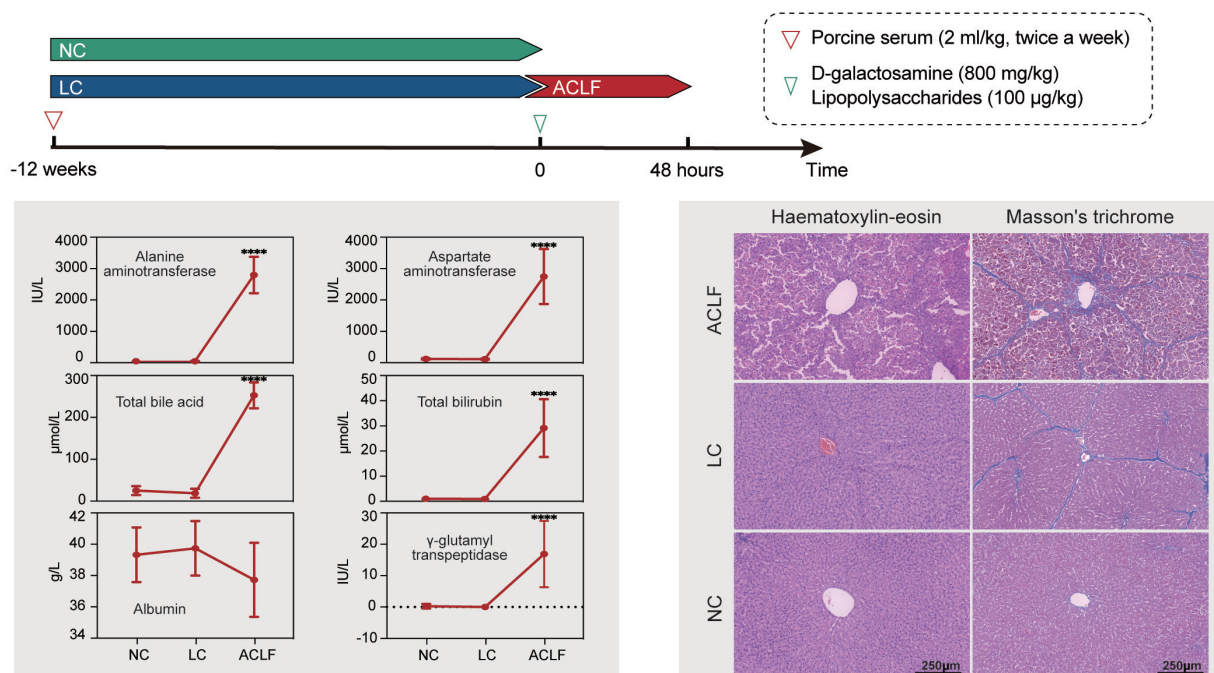 NC
LC
ACLF
Porcine serum (2 ml/kg, twice a week)
D-galactosamine (800 mg/kg)
Lipopolysaccharides (100 μg/kg)
-12 weeks
0
48 hours
Time
4000
3000
2000
1000
0
IU/L
Alanine
aminotransferase
****
4000
3000
2000
1000
0
IU/L
Aspartate
aminotransferase
****
300
200
100
0
μmol/L
Total bile acid
****
50
40
30
20
10
0
μmol/L
Total bilirubin
****
42
40
38
36
34
g/L
Albumin
NC
LC
ACLF
30
20
10
0
-10
IU/L
γ-glutamyl
transpeptidase
****
NC
LC
ACLF
Haematoxylin-eosin
Masson's trichrome
ACLF
LC
NC
250μm
250μm